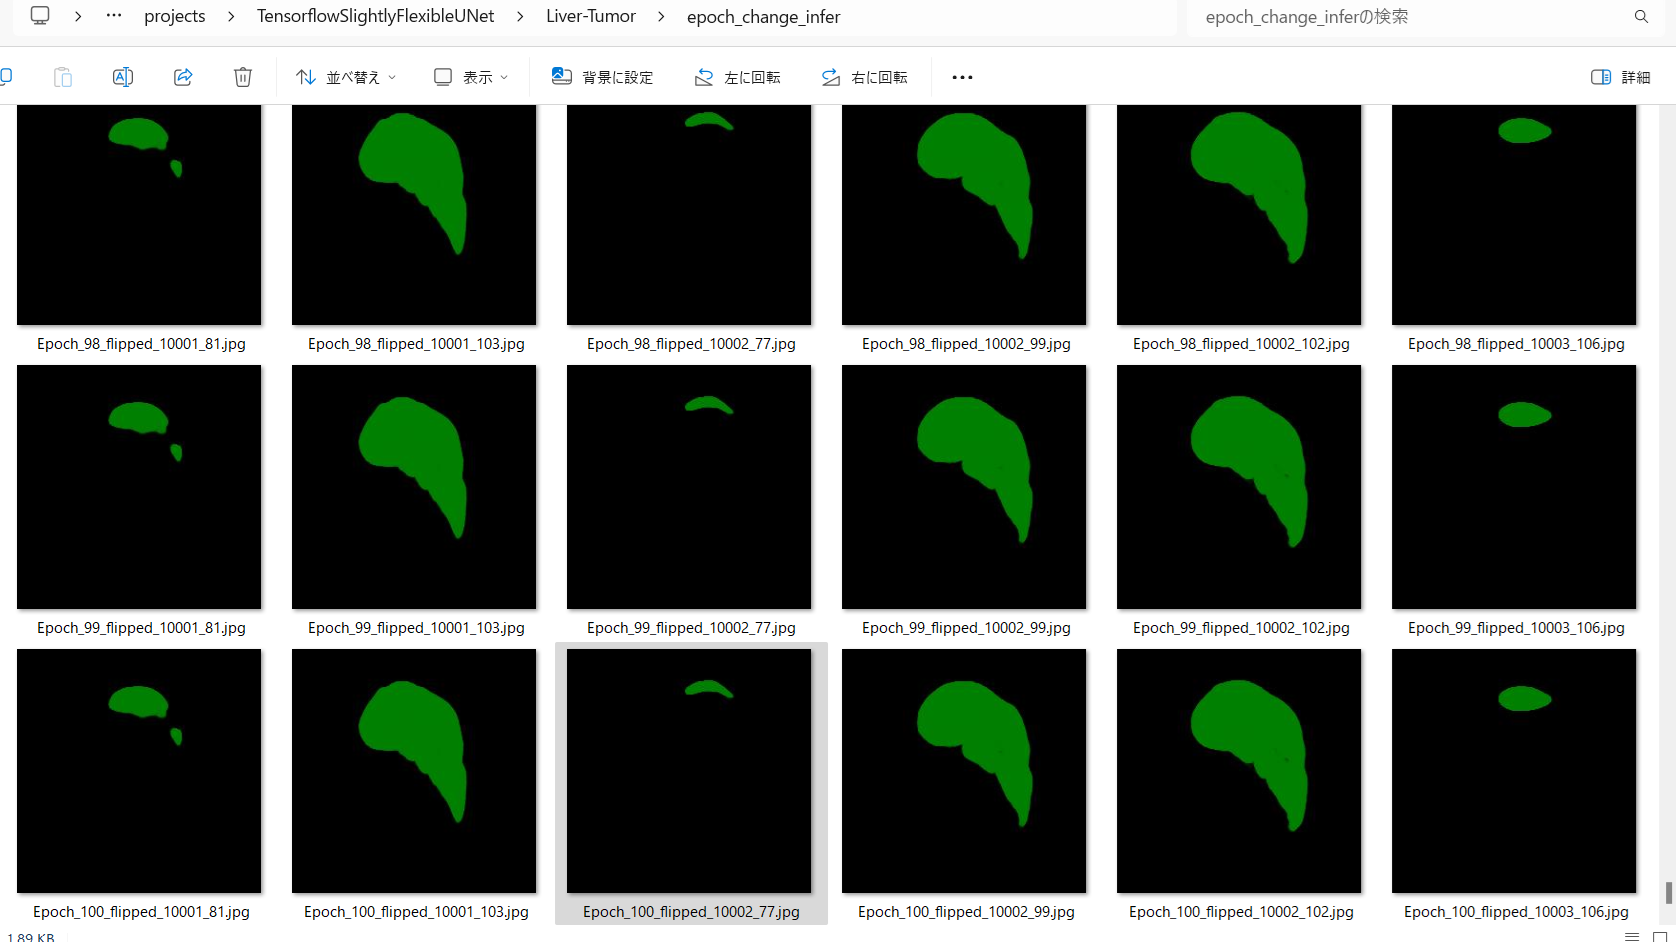 projects > TensorflowSlightlyFlexibleUNet > Liver-Tumor > epoch_change_infer
epoch_change_inferの検索
並べ替え 表示 背景に設定 左に回転 右に回転 ••• 詳細
Epoch_98_flipped_10001_81.jpg Epoch_98_flipped_10001_103.jpg Epoch_98_flipped_10002_77.jpg Epoch_98_flipped_10002_99.jpg Epoch_98_flipped_10002_102.jpg Epoch_98_flipped_10003_106.jpg
Epoch_99_flipped_10001_81.jpg Epoch_99_flipped_10001_103.jpg Epoch_99_flipped_10002_77.jpg Epoch_99_flipped_10002_99.jpg Epoch_99_flipped_10002_102.jpg Epoch_99_flipped_10003_106.jpg
Epoch_100_flipped_10001_81.jpg Epoch_100_flipped_10001_103.jpg Epoch_100_flipped_10002_77.jpg Epoch_100_flipped_10002_99.jpg Epoch_100_flipped_10002_102.jpg Epoch_100_flipped_10003_106.jpg
1.89 KB